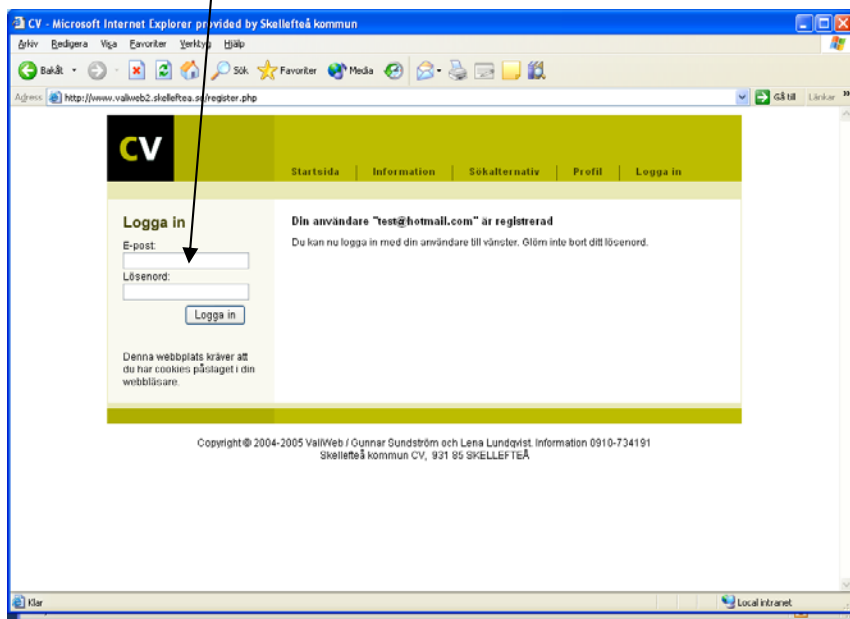 CV - Microsoft Internet Explorer provided by Skellefteå kommun
Arkiv Redigera Visa Favoriter Verktyg Hjälp
Bakåt Sök Favoriter Media
Adress http://www.valiweb2.skelleftea.se/register.php Gå till Länkar »
CV
Startsida Information Sökalternativ Profil Logga in
Logga in
E-post:
Lösenord:
Logga in
Denna webbplats kräver att
du har cookies påslaget i din
webbläsare.
Din användare "test@hotmail.com" är registrerad
Du kan nu logga in med din användare till vänster. Glöm inte bort ditt lösenord.
Copyright © 2004-2005 ValiWeb / Gunnar Sundström och Lena Lundqvist. Information 0910-734191
Skellefteå kommun CV, 931 85 SKELLEFTEÅ
Klar Local intranet